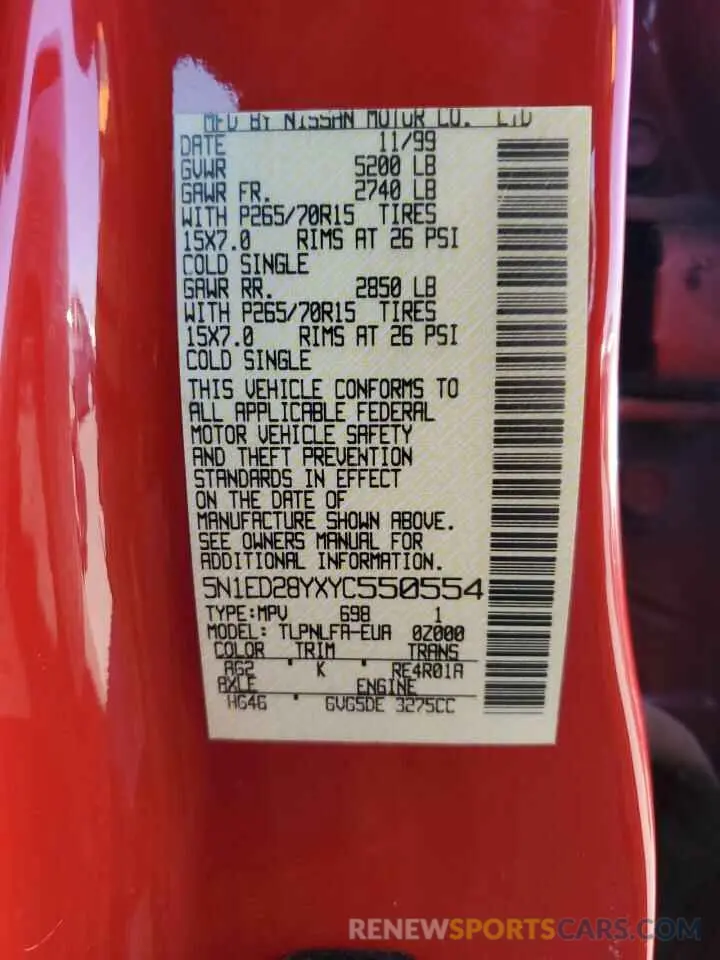 MFD BY NISSAN MOTOR CO. LTD
DATE 11/99
GVWR 5200 LB
GAWR FR. 2740 LB
WITH P265/70R15 TIRES
15X7.0 RIMS AT 26 PSI
COLD SINGLE
GAWR RR. 2850 LB
WITH P265/70R15 TIRES
15X7.0 RIMS AT 26 PSI
COLD SINGLE
THIS VEHICLE CONFORMS TO
ALL APPLICABLE FEDERAL
MOTOR VEHICLE SAFETY
AND THEFT PREVENTION
STANDARDS IN EFFECT
ON THE DATE OF
MANUFACTURE SHOWN ABOVE.
SEE OWNERS MANUAL FOR
ADDITIONAL INFORMATION.
5N1ED28YXYC550554
TYPE:MPV 698 1
MODEL: TLPNLFA-EUA 0Z000
COLOR TRIM TRANS
AG2 K RE4R01A
AXLE ENGINE
HG46 GVG5DE 3275CC
RENEWSPORTSCARS.COM